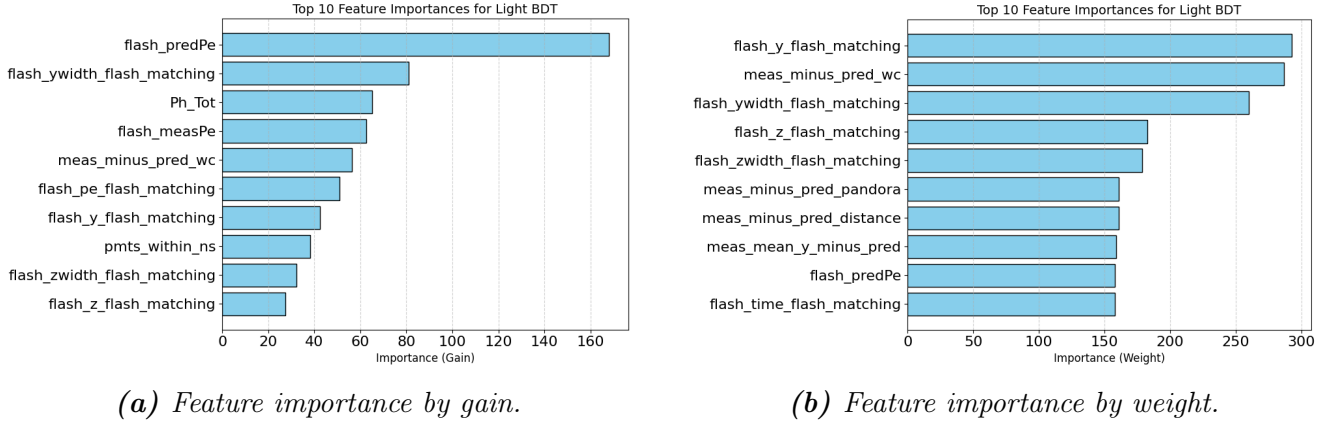 Top 10 Feature Importances for Light BDT
flash_predPe
flash_ywidth_flash_matching
Ph_Tot
flash_measPe
meas_minus_pred_wc
flash_pe_flash_matching
flash_y_flash_matching
pmts_within_ns
flash_zwidth_flash_matching
flash_z_flash_matching
0 20 40 60 80 100 120 140 160
Importance (Gain)
(a) Feature importance by gain.
Top 10 Feature Importances for Light BDT
flash_y_flash_matching
meas_minus_pred_wc
flash_ywidth_flash_matching
flash_z_flash_matching
flash_zwidth_flash_matching
meas_minus_pred_pandora
meas_minus_pred_distance
meas_mean_y_minus_pred
flash_predPe
flash_time_flash_matching
0 50 100 150 200 250 300
Importance (Weight)
(b) Feature importance by weight.